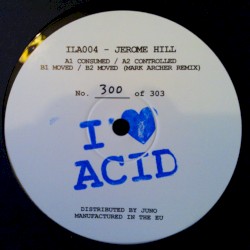 ILA004 - JEROME HILL
A1 CONSUMED / A2 CONTROLLED
B1 MOVED / B2 MOVED (MARK ARCHER REMIX)
No. 300 of 303
I
ACID
DISTRIBUTED BY JUNO
MANUFACTURED IN THE EU